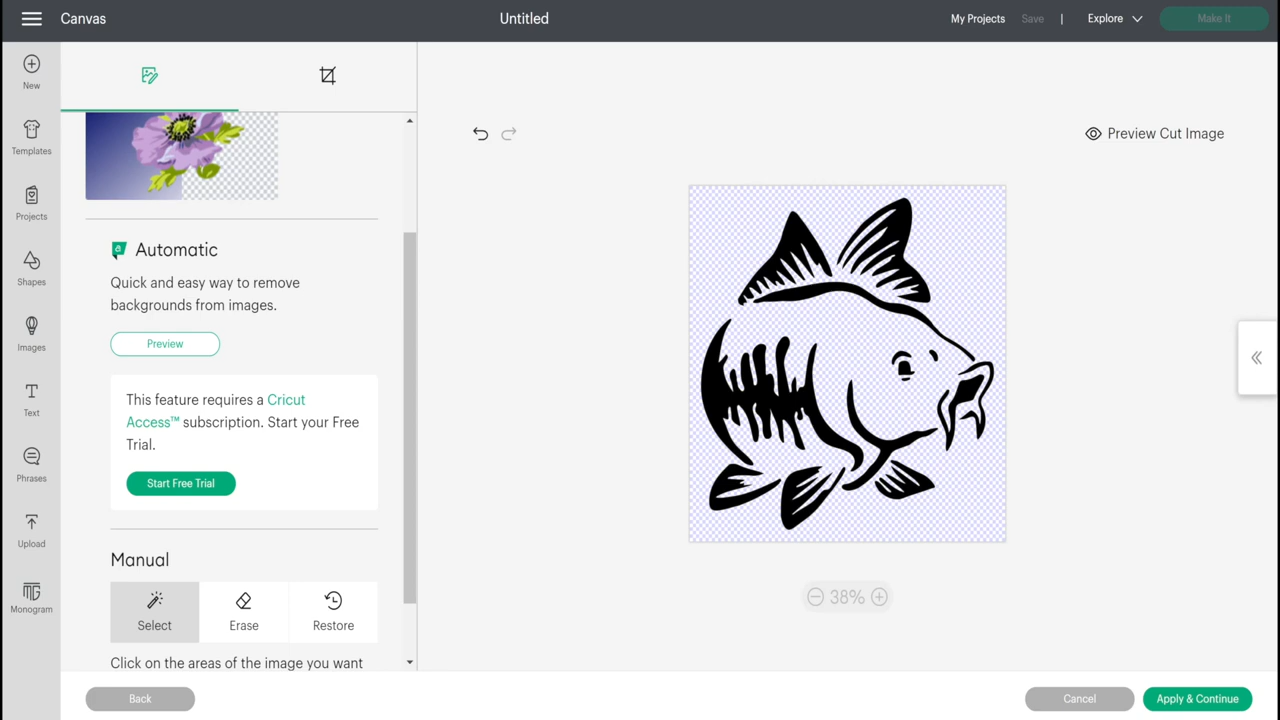 Canvas
Untitled
My Projects
Save
|
Explore
Make It
New
Templates
Projects
Shapes
Images
Text
Phrases
Upload
Monogram
Automatic
Quick and easy way to remove
backgrounds from images.
Preview
This feature requires a Cricut
Access™ subscription. Start your Free
Trial.
Start Free Trial
Manual
Select
Erase
Restore
Click on the areas of the image you want
Preview Cut Image
38%
Back
Cancel
Apply & Continue